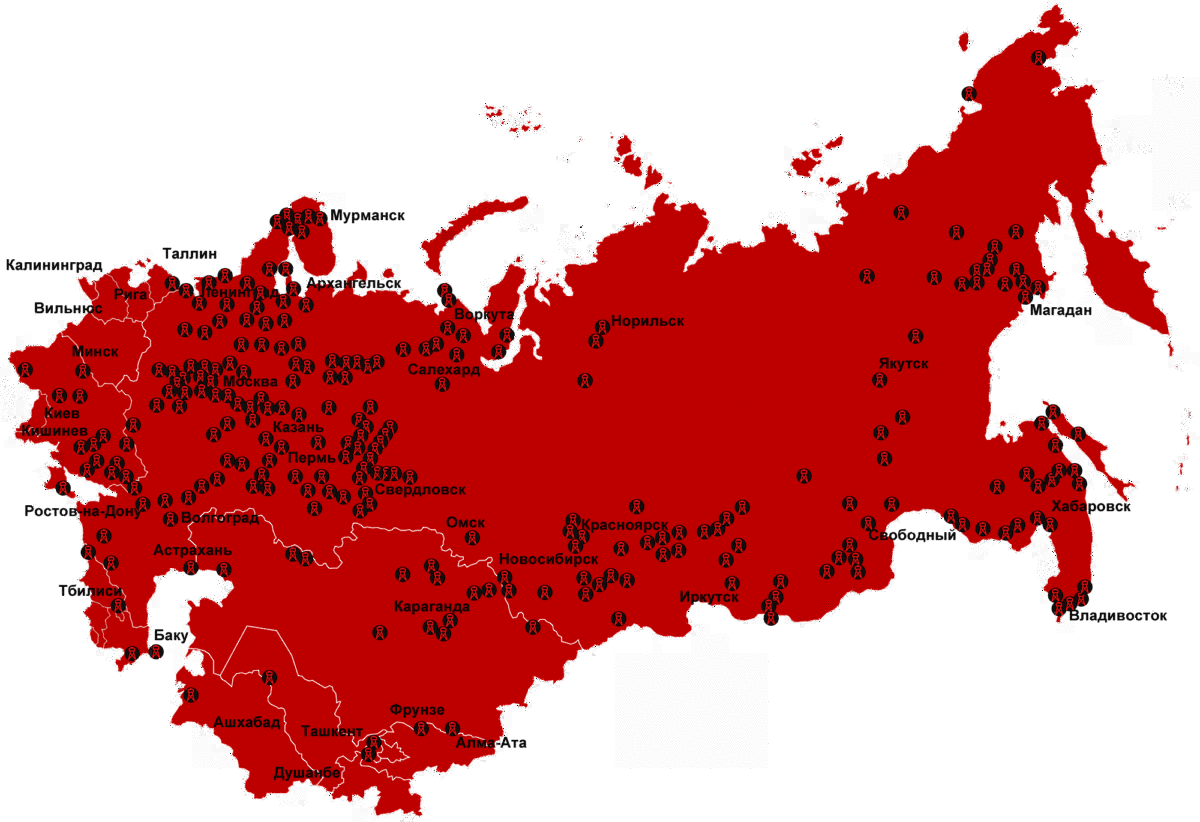 Мурманск
Таллин
Калининград
Архангельск
Рига
Ленинград
Вильнюс
Воркута
Норильск
Магадан
Минск
Якутск
Салехард
Москва
Киев
Казань
Кишинев
Пермь
Свердловск
Хабаровск
Ростов-на-Дону
Волгоград
Омск
Красноярск
Свободный
Астрахань
Новосибирск
Тбилиси
Иркутск
Караганда
Владивосток
Баку
Фрунзе
Ашхабад
Ташкент
Алма-Ата
Душанбе